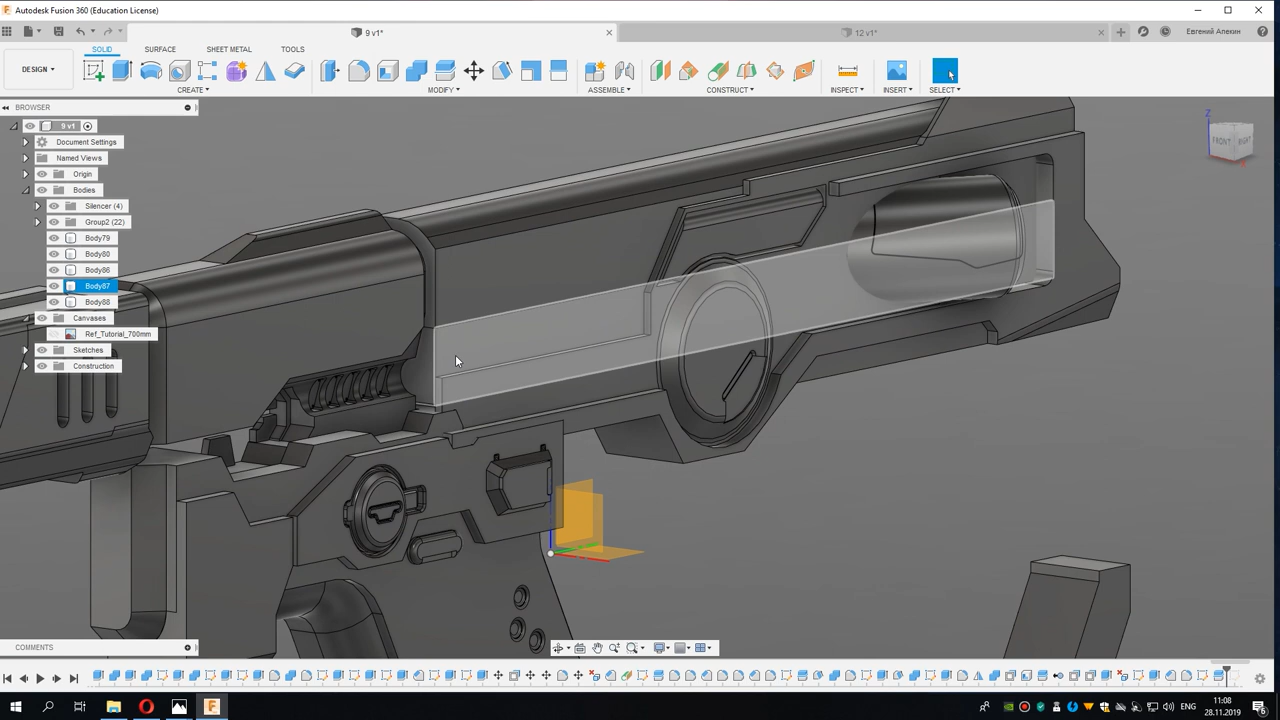 Autodesk Fusion 360 (Education License)
9 v1*
12 v1*
Евгений Апекин
DESIGN
SOLID
SURFACE
SHEET METAL
TOOLS
CREATE
MODIFY
ASSEMBLE
CONSTRUCT
INSPECT
INSERT
SELECT
BROWSER
9 v1
Document Settings
Named Views
Origin
Bodies
Silencer (4)
Group2 (22)
Body79
Body80
Body86
Body87
Body88
Canvases
Ref_Tutorial_700mm
Sketches
Construction
Z
FRONT
RIGHT
COMMENTS
ENG
11:08
28.11.2019
6